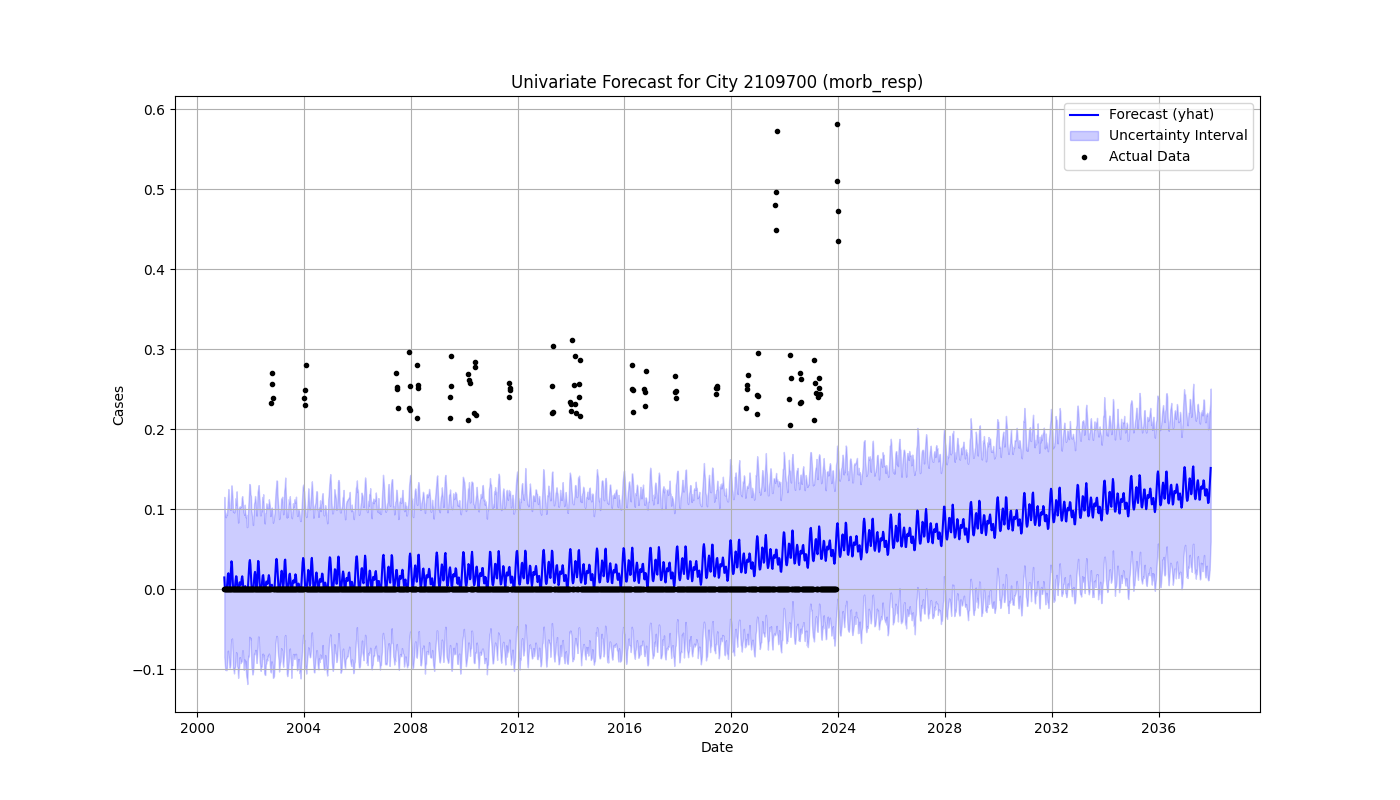 Univariate Forecast for City 2109700 (morb_resp)
Forecast (yhat)
Uncertainty Interval
Actual Data
Cases
0.6
0.5
0.4
0.3
0.2
0.1
0.0
−0.1
2000 2004 2008 2012 2016 2020 2024 2028 2032 2036
Date